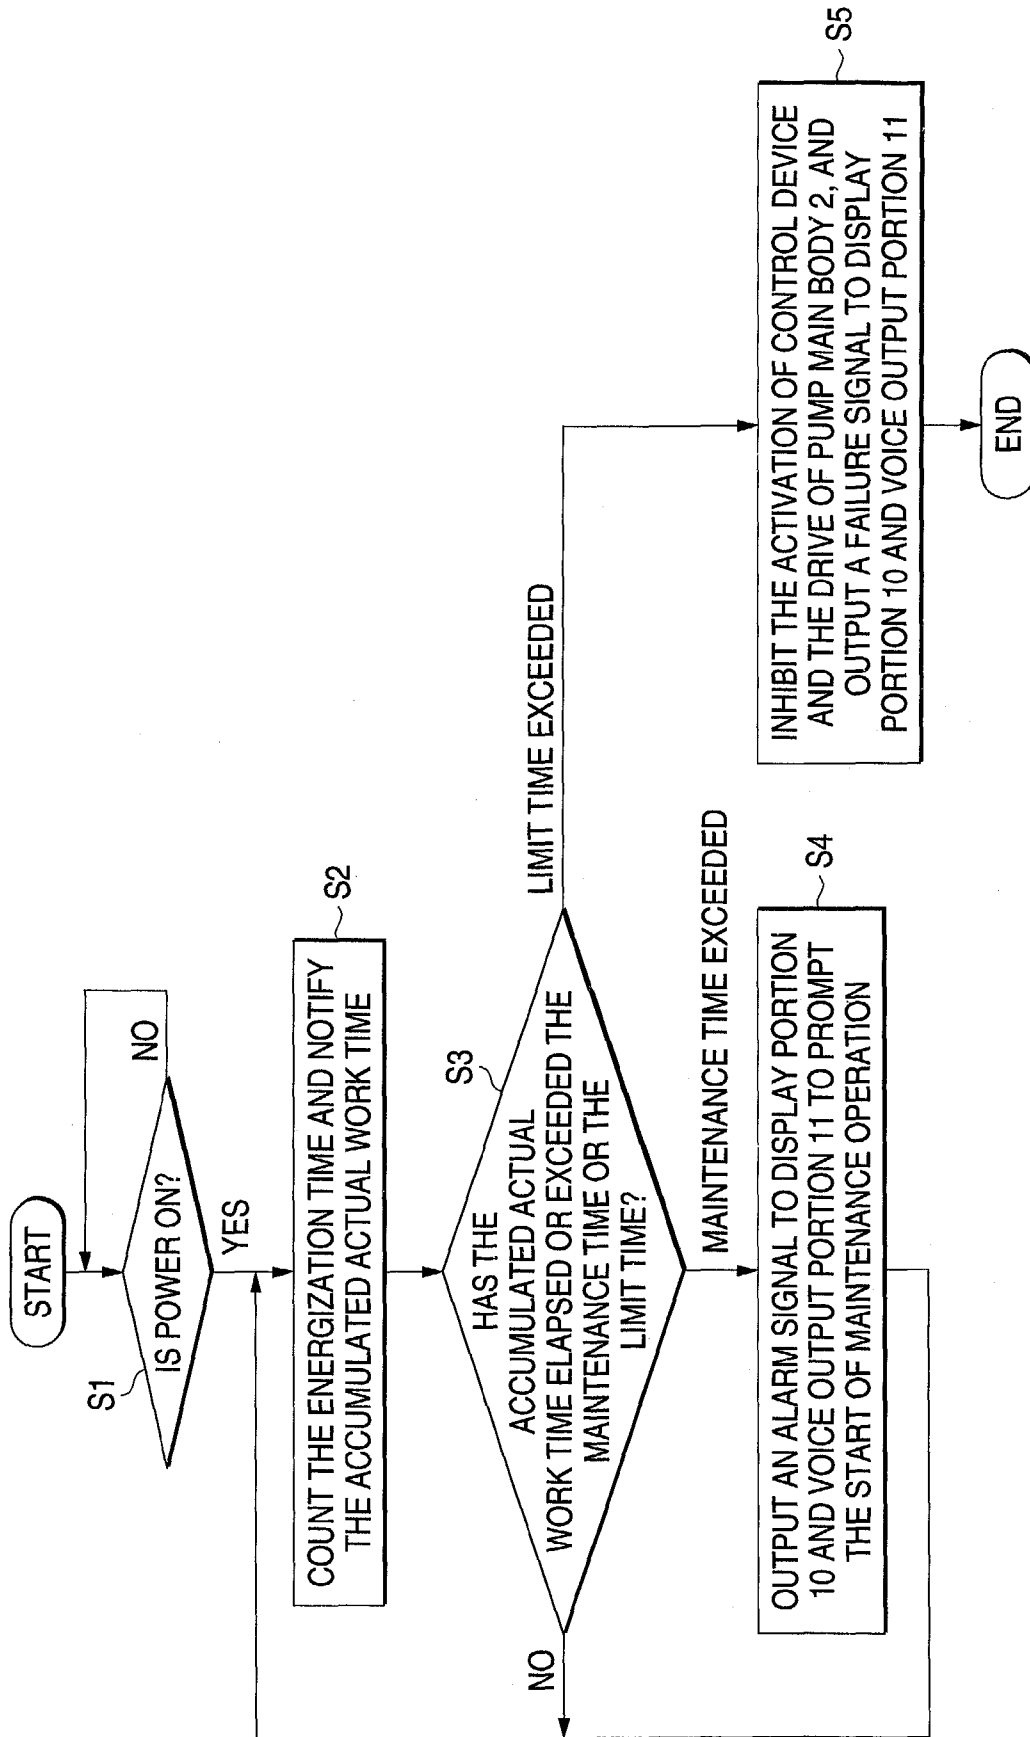 START
S1
IS POWER ON?
NO
YES
S2
COUNT THE ENERGIZATION TIME AND NOTIFY
THE ACCUMULATED ACTUAL WORK TIME
S3
HAS THE
ACCUMULATED ACTUAL
WORK TIME ELAPSED OR EXCEEDED THE
MAINTENANCE TIME OR THE
LIMIT TIME?
NO
LIMIT TIME EXCEEDED
MAINTENANCE TIME EXCEEDED
S4
OUTPUT AN ALARM SIGNAL TO DISPLAY PORTION
10 AND VOICE OUTPUT PORTION 11 TO PROMPT
THE START OF MAINTENANCE OPERATION
S5
INHIBIT THE ACTIVATION OF CONTROL DEVICE
AND THE DRIVE OF PUMP MAIN BODY 2, AND
OUTPUT A FAILURE SIGNAL TO DISPLAY
PORTION 10 AND VOICE OUTPUT PORTION 11
END